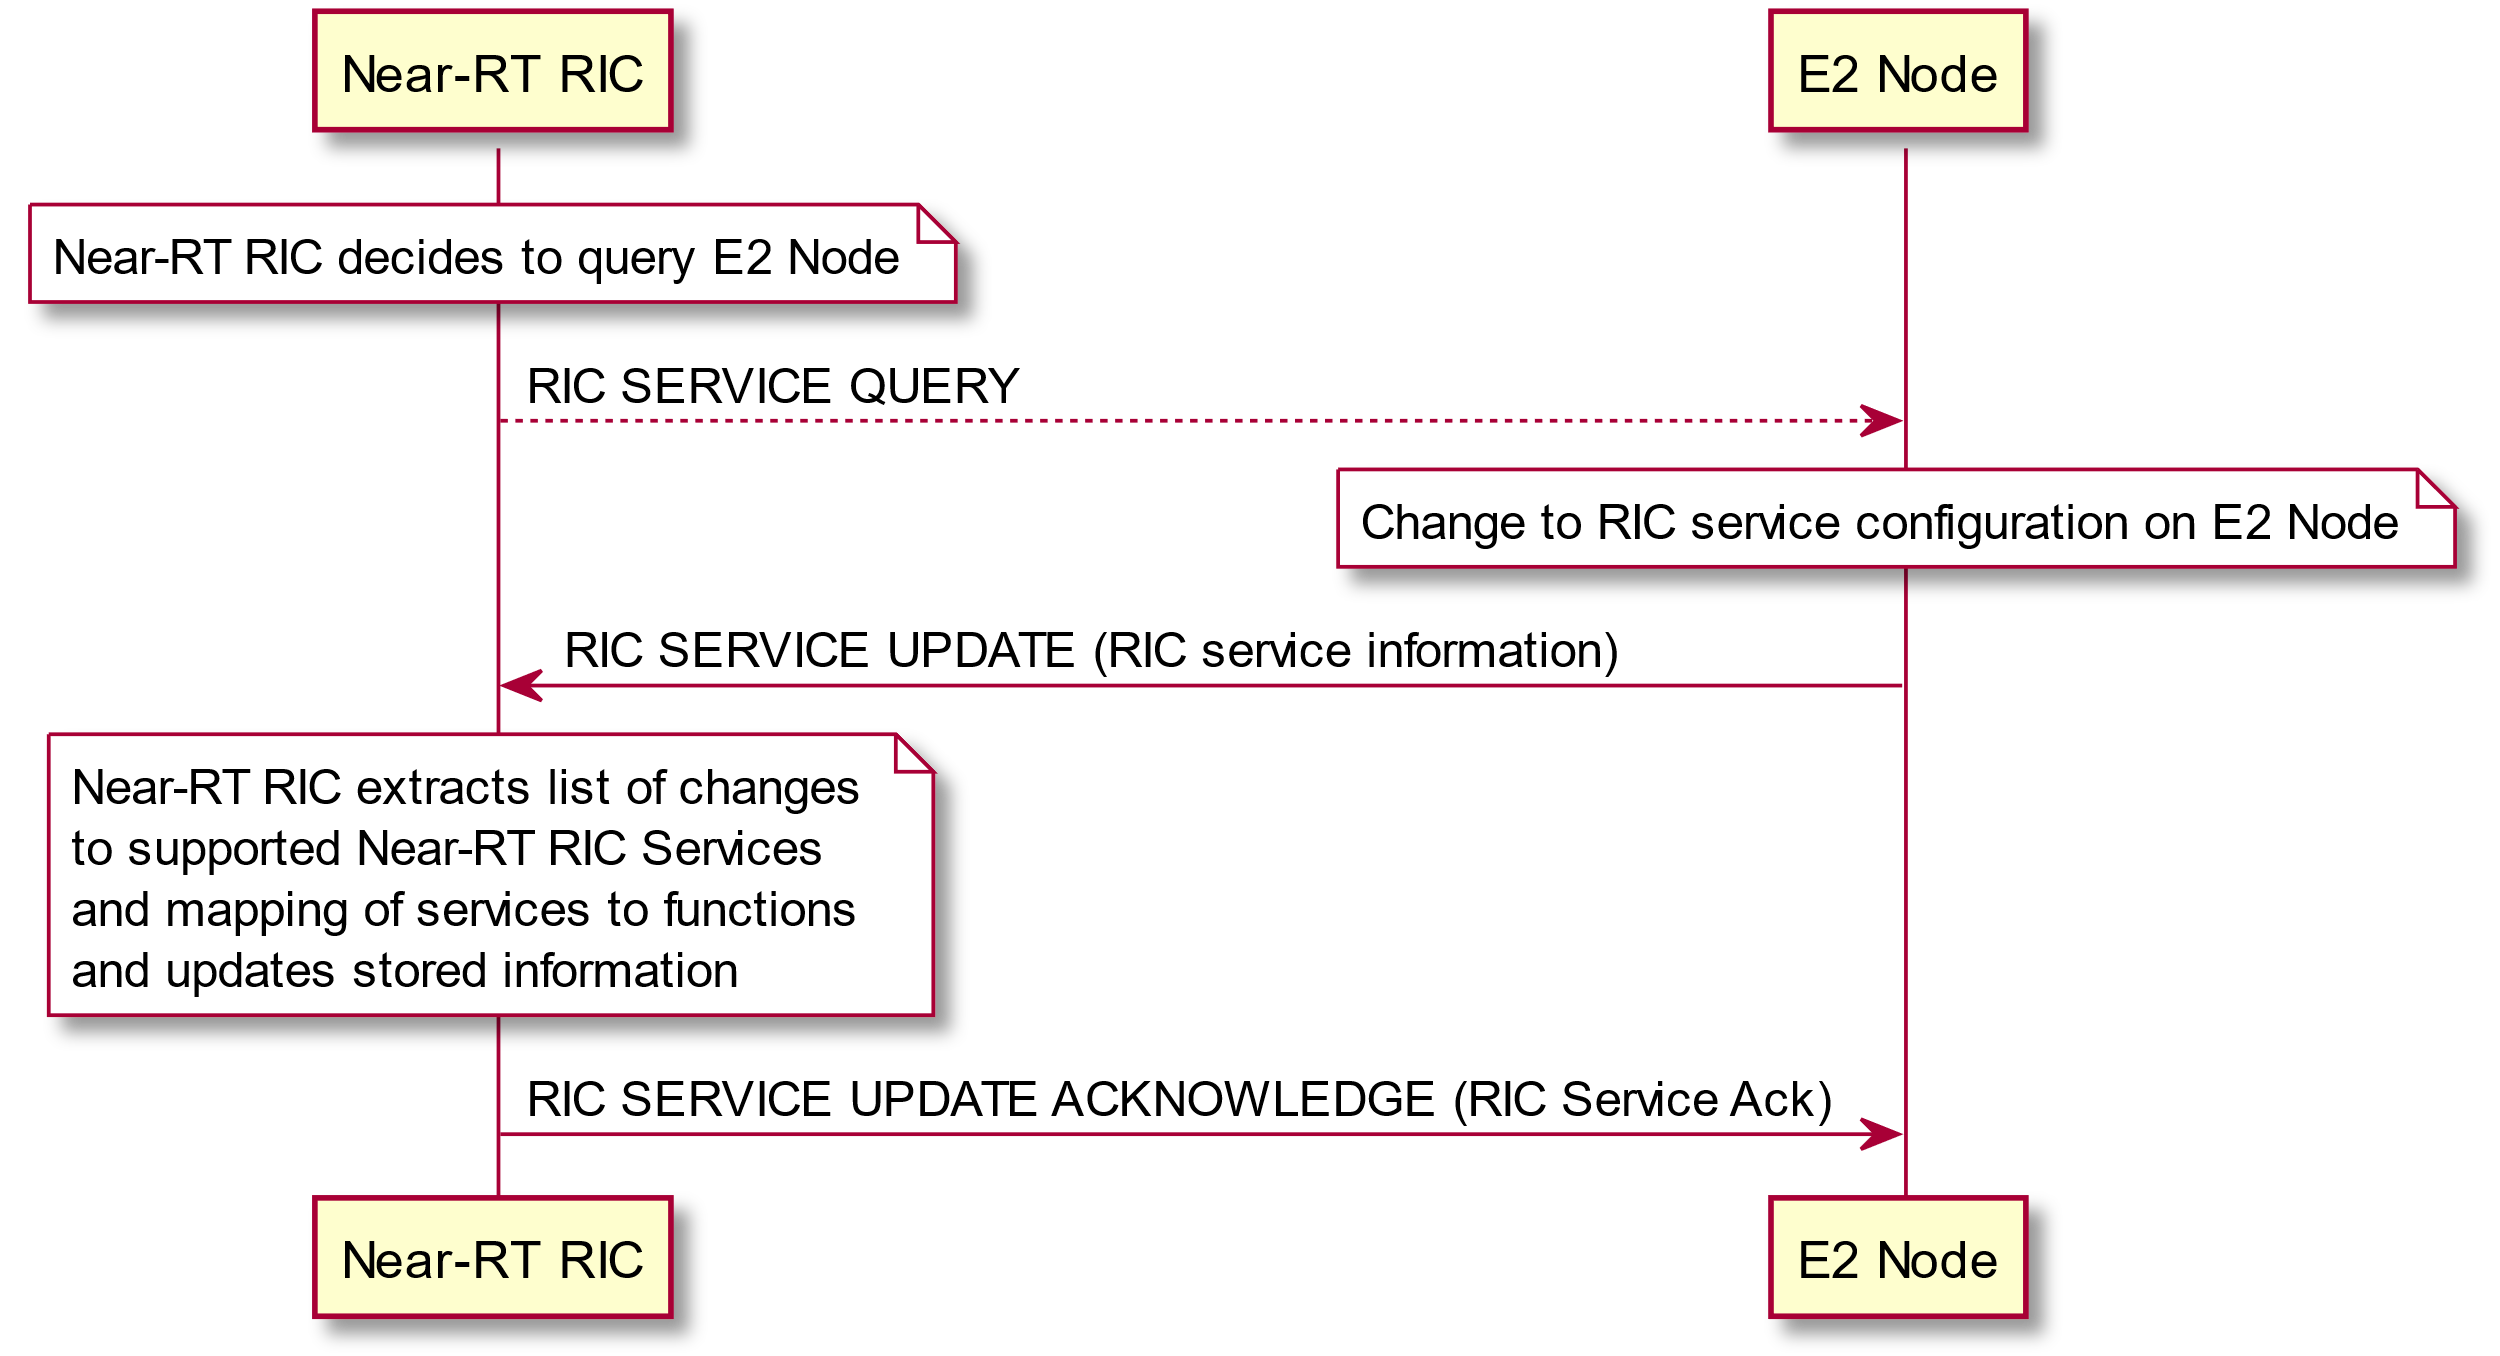 Near-RT RIC
E2 Node
Near-RT RIC decides to query E2 Node
RIC SERVICE QUERY
Change to RIC service configuration on E2 Node
RIC SERVICE UPDATE (RIC service information)
Near-RT RIC extracts list of changes
to supported Near-RT RIC Services
and mapping of services to functions
and updates stored information
RIC SERVICE UPDATE ACKNOWLEDGE (RIC Service Ack)
Near-RT RIC
E2 Node